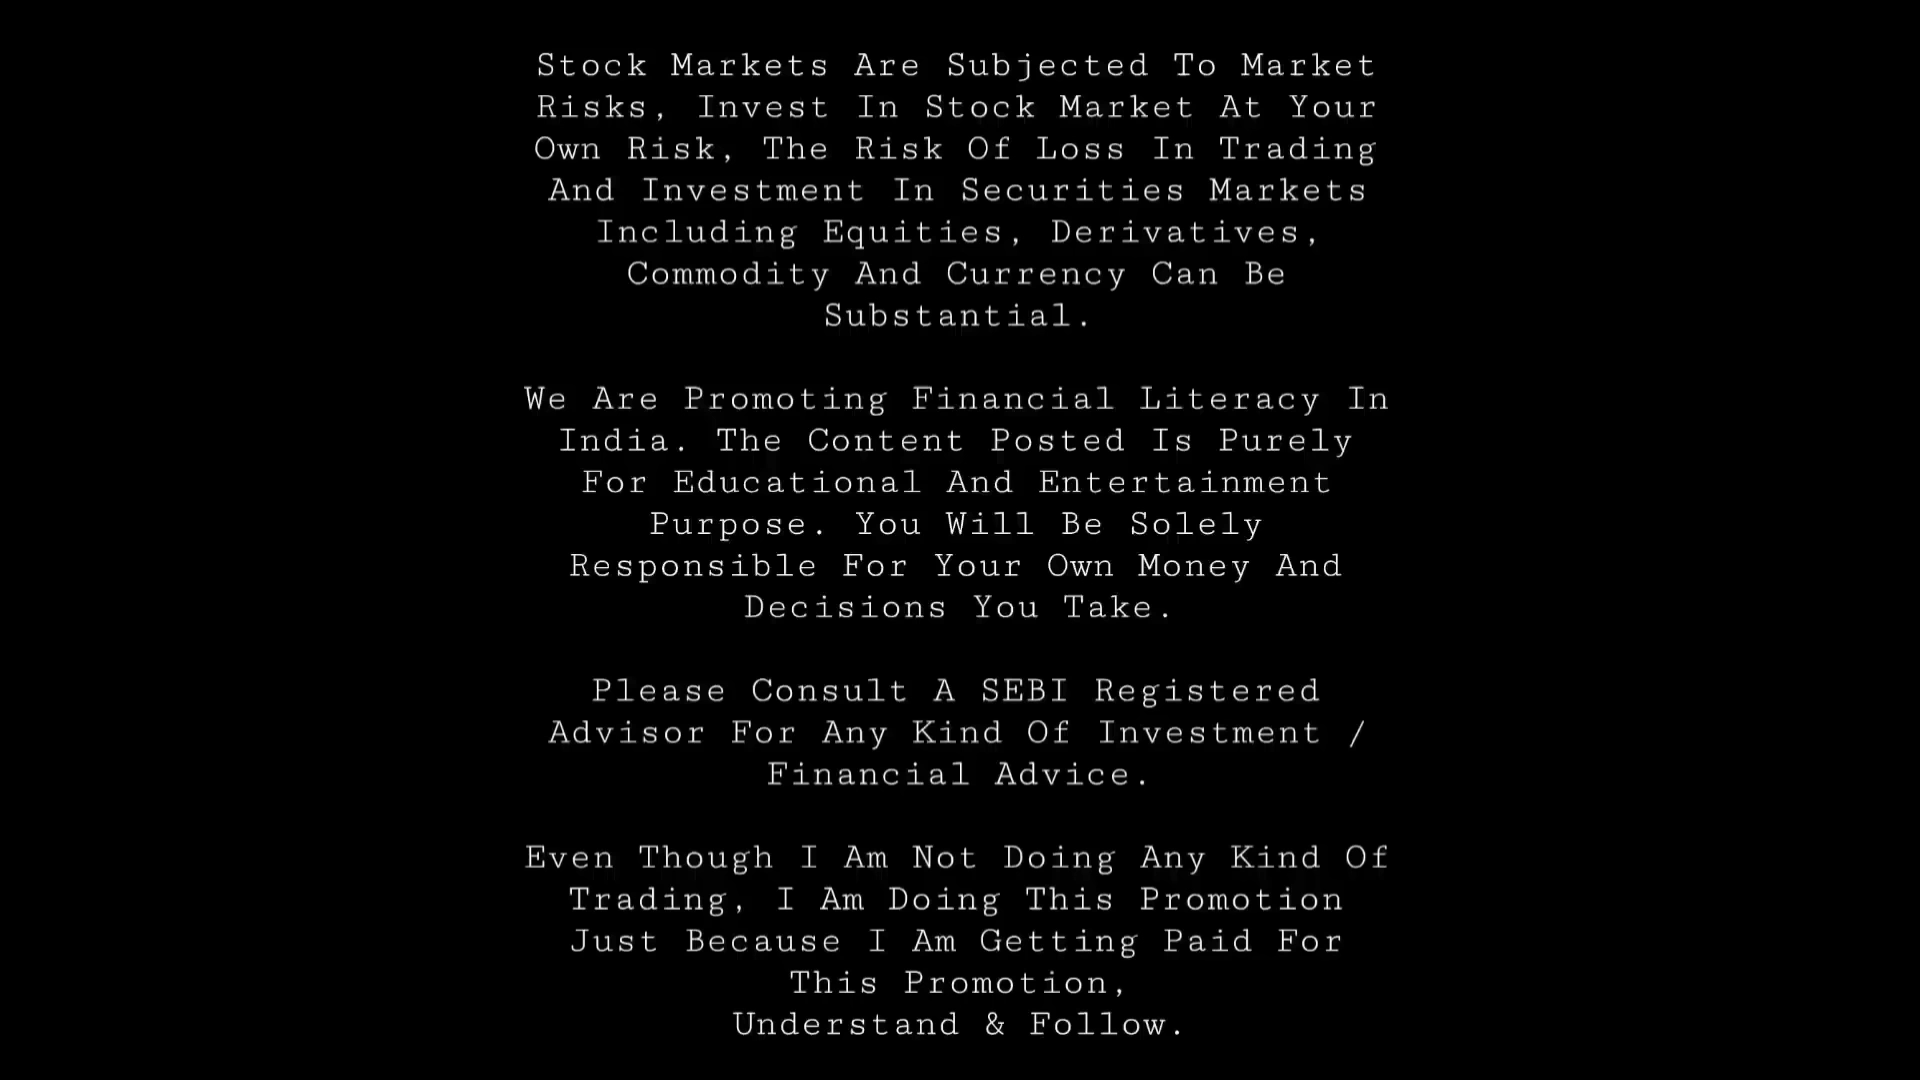 Stock Markets Are Subjected To Market
Risks, Invest In Stock Market At Your
Own Risk, The Risk Of Loss In Trading
And Investment In Securities Markets
Including Equities, Derivatives,
Commodity And Currency Can Be
Substantial.
We Are Promoting Financial Literacy In
India. The Content Posted Is Purely
For Educational And Entertainment
Purpose. You Will Be Solely
Responsible For Your Own Money And
Decisions You Take.
Please Consult A SEBI Registered
Advisor For Any Kind Of Investment /
Financial Advice.
Even Though I Am Not Doing Any Kind Of
Trading, I Am Doing This Promotion
Just Because I Am Getting Paid For
This Promotion,
Understand & Follow.